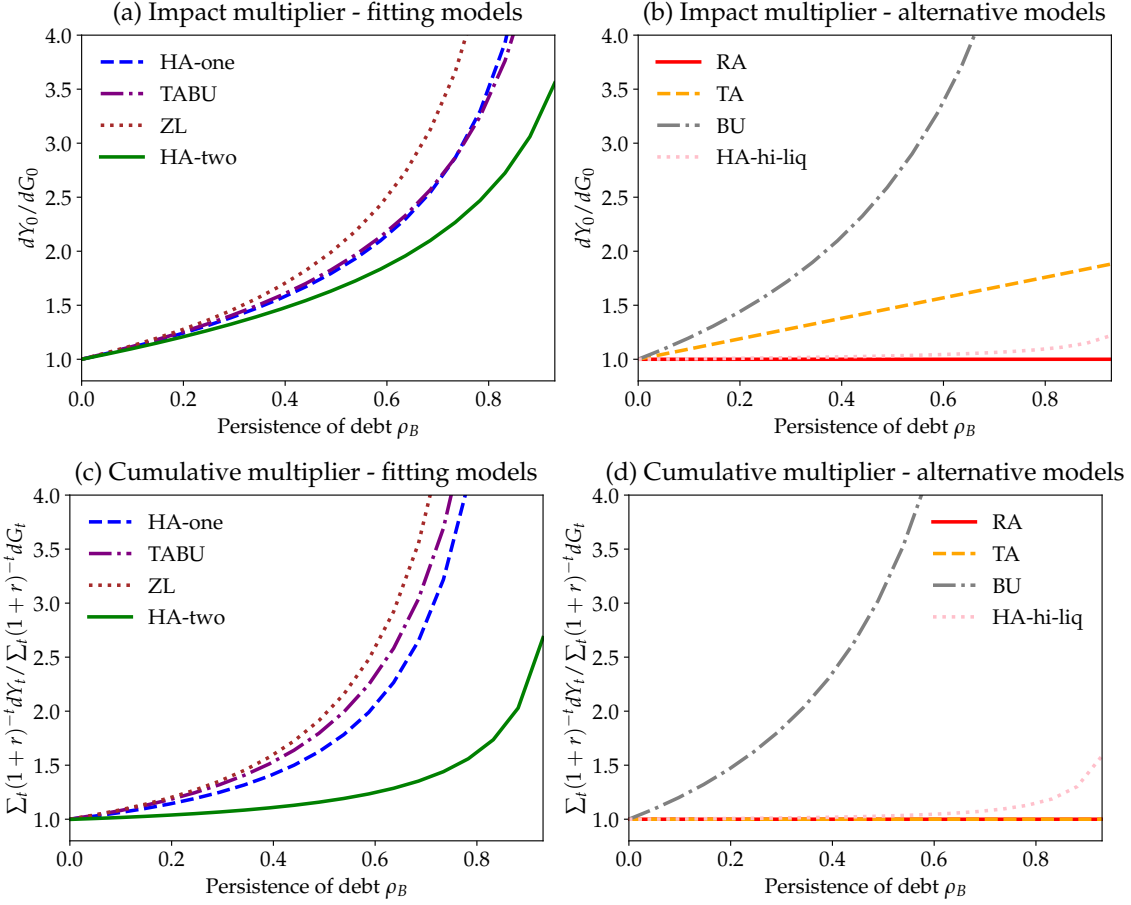 (a) Impact multiplier - fitting models
4.0
3.5
3.0
2.5
2.0
1.5
1.0
dY₀/dG₀
HA-one
TABU
ZL
HA-two
0.0 0.2 0.4 0.6 0.8
Persistence of debt ρ_B
(b) Impact multiplier - alternative models
4.0
3.5
3.0
2.5
2.0
1.5
1.0
dY₀/dG₀
RA
TA
BU
HA-hi-liq
0.0 0.2 0.4 0.6 0.8
Persistence of debt ρ_B
(c) Cumulative multiplier - fitting models
4.0
3.5
3.0
2.5
2.0
1.5
1.0
∑ₜ(1 + r)⁻ᵗdYₜ/∑ₜ(1 + r)⁻ᵗdGₜ
HA-one
TABU
ZL
HA-two
0.0 0.2 0.4 0.6 0.8
Persistence of debt ρ_B
(d) Cumulative multiplier - alternative models
4.0
3.5
3.0
2.5
2.0
1.5
1.0
∑ₜ(1 + r)⁻ᵗdYₜ/∑ₜ(1 + r)⁻ᵗdGₜ
RA
TA
BU
HA-hi-liq
0.0 0.2 0.4 0.6 0.8
Persistence of debt ρ_B